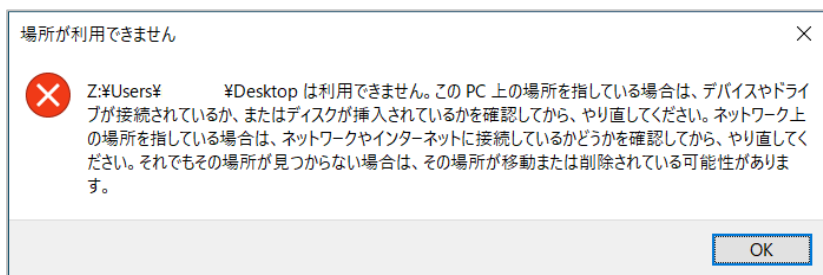 場所が利用できません
Z:¥Users¥ ¥Desktop は利用できません。この PC 上の場所を指している場合は、デバイスやドライ
ブが接続されているか、またはディスクが挿入されているかを確認してから、やり直してください。ネットワーク上
の場所を指している場合は、ネットワークやインターネットに接続しているかどうかを確認してから、やり直してく
ださい。それでもその場所が見つからない場合は、その場所が移動または削除されている可能性がありま
す。
OK